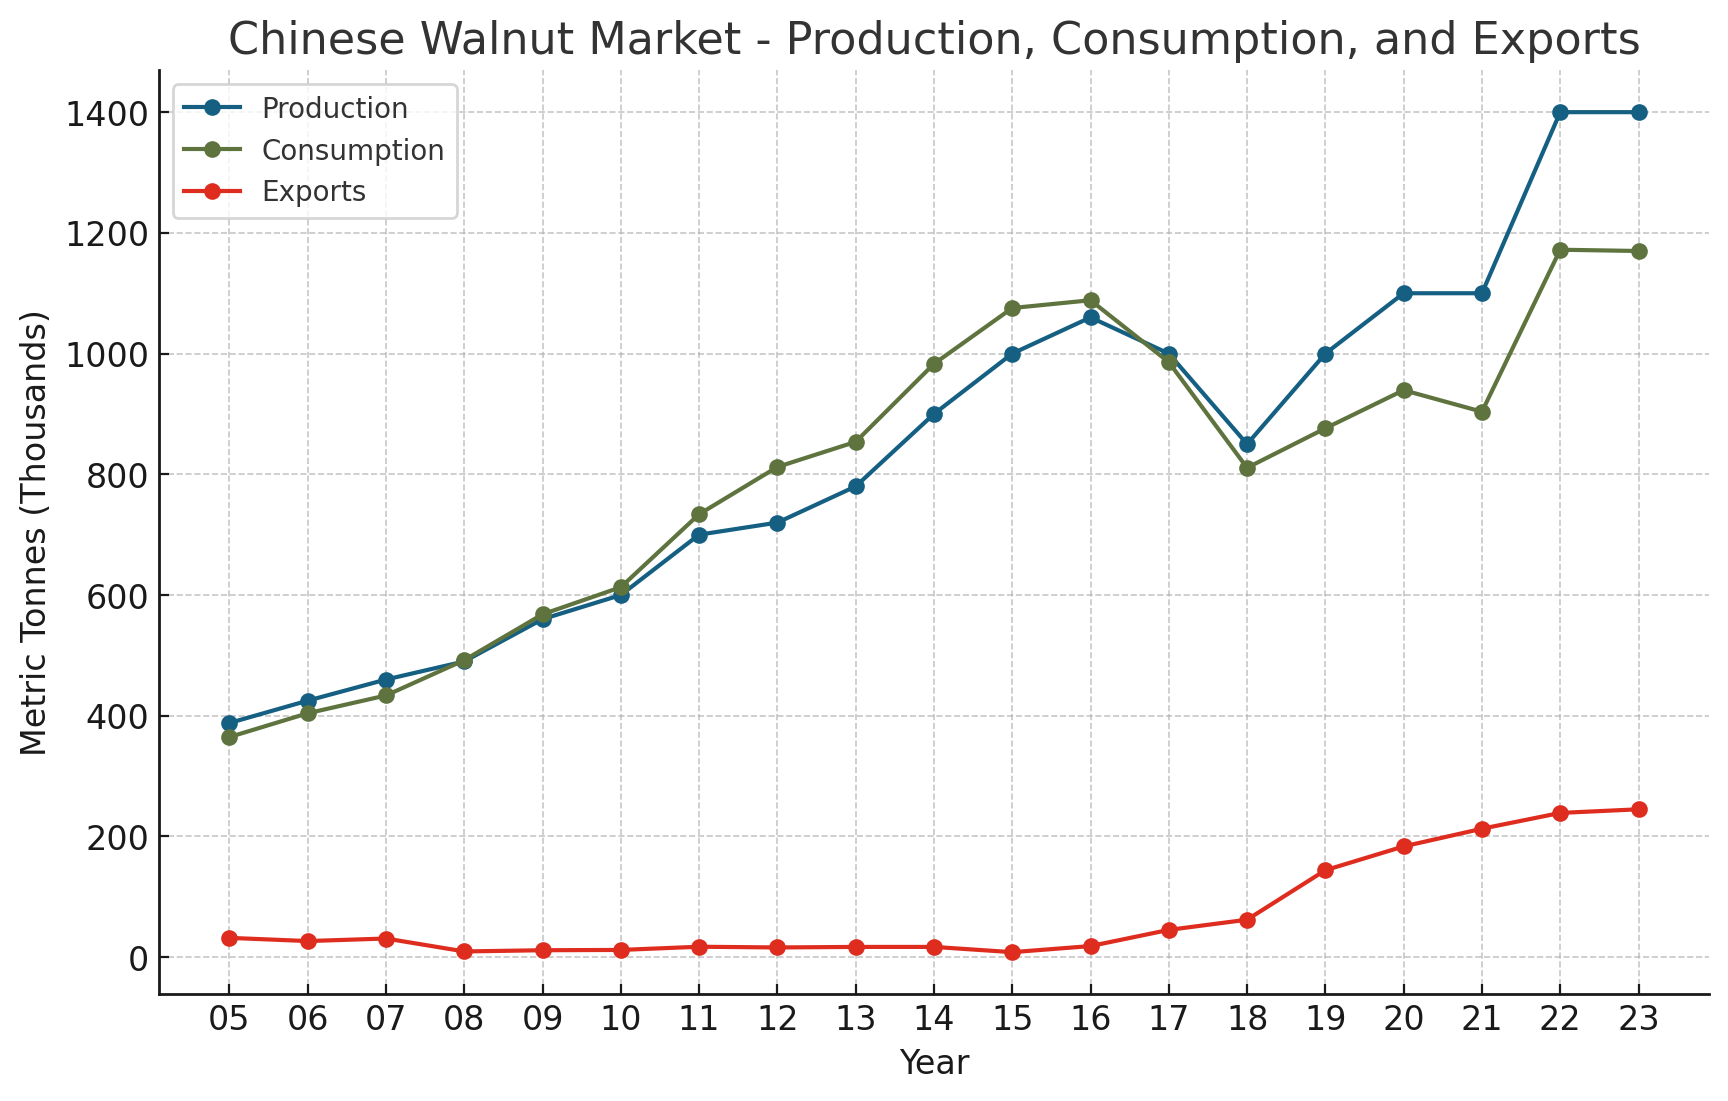 Chinese Walnut Market - Production, Consumption, and Exports
Production
Consumption
Exports
Metric Tonnes (Thousands)
1400
1200
1000
800
600
400
200
0
05 06 07 08 09 10 11 12 13 14 15 16 17 18 19 20 21 22 23
Year